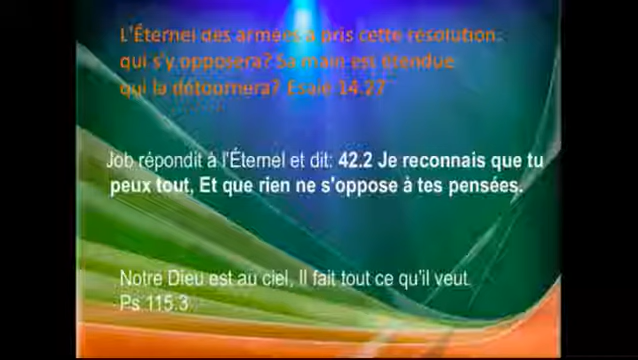 L'Éternel des armées a pris cette résolution:
qui s'y opposera? Sa main est étendue
qui la détournera? Esaïe 14.27
Job répondit à l'Éternel et dit: 42.2 Je reconnais que tu
peux tout, Et que rien ne s'oppose à tes pensées.
Notre Dieu est au ciel, Il fait tout ce qu'il veut
Ps 115.3